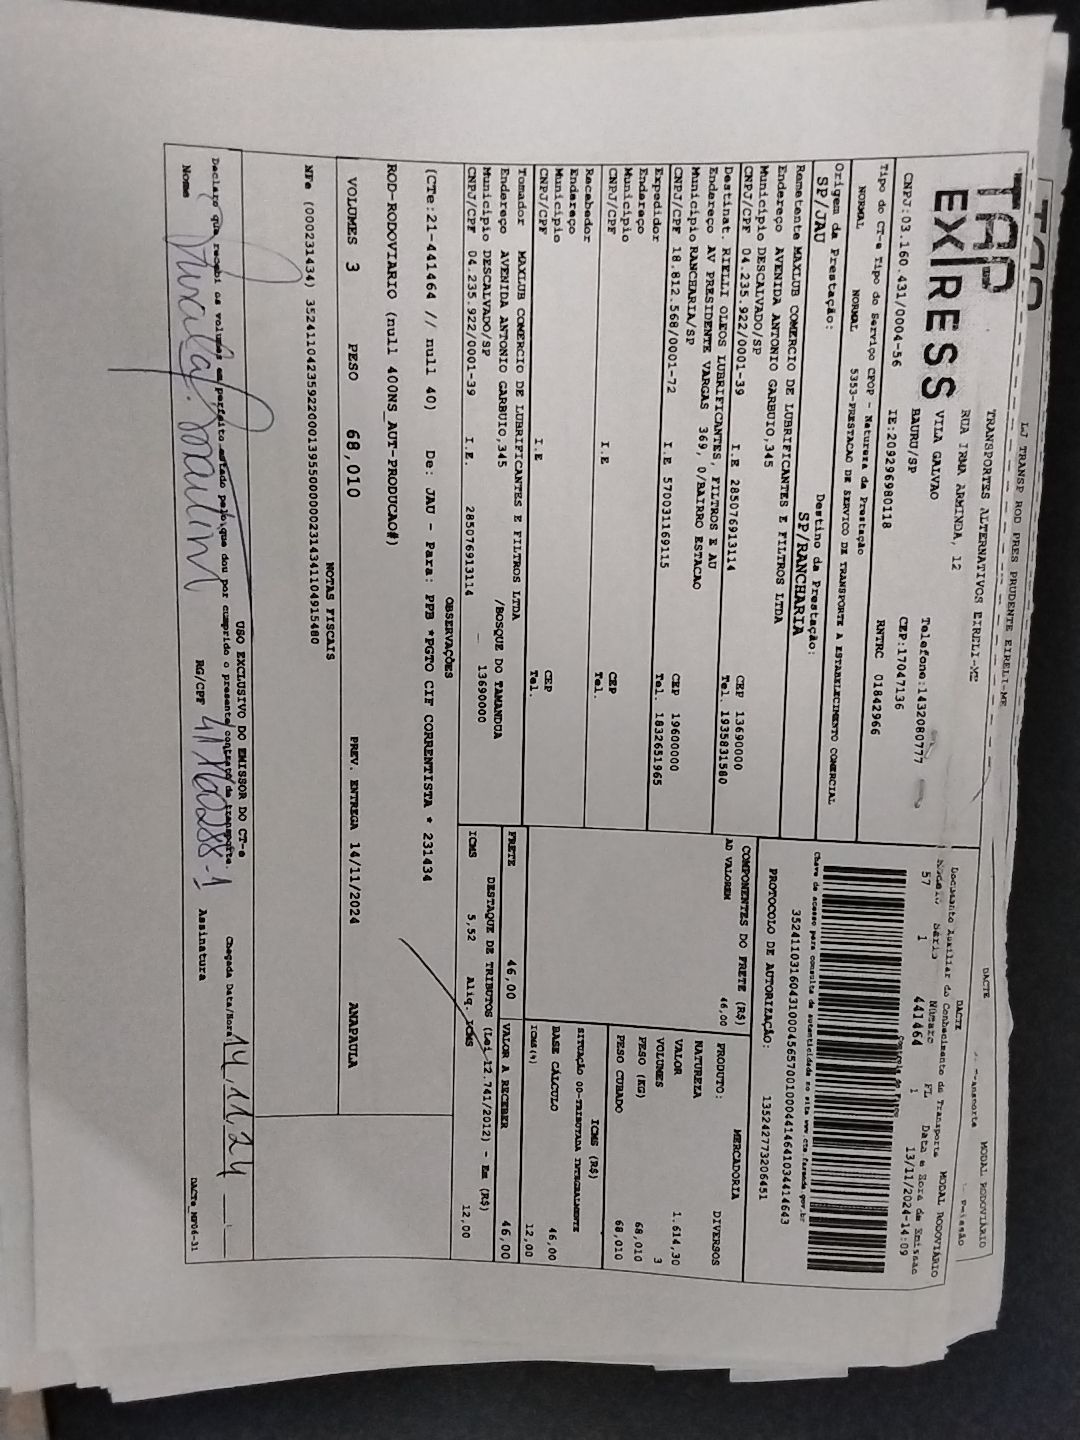 LJ TRANSP ROD PRES PRUDENTE EIRELI-ME
DACTE
MODAL RODOVIÁRIO
TAP
EXPRESS
TRANSPORTES ALTERNATIVOS EIRELI-ME
RUA IRMA ARMINDA, 12
VILA GALVAO
BAURU/SP
Telefone:1432080777
CEP:17047136
CNPJ:03.160.431/0004-56 IE:209296980118 RNTRC 01842966
DACTE MODAL RODOVIÁRIO
Documento Auxiliar do Conhecimento de Transporte
Modelo Série Número FL Data e Hora de Emissão
57 1 441464 1 13/11/2024-14:09
Controle do Fisco
Chave de acesso para consulta de autenticidade no site www.cte.fazenda.gov.br
35241103160431000456570010004414641034414643
PROTOCOLO DE AUTORIZAÇÃO: 135242773206451
Tipo do CT-e Tipo do Serviço CFOP - Natureza da Prestação
NORMAL NORMAL 5353-PRESTACAO DE SERVICO DE TRANSPORTE A ESTABELECIMENTO COMERCIAL
Origem da Prestação: Destino da Prestação:
SP/JAU SP/RANCHARIA
Remetente MAXLUB COMERCIO DE LUBRIFICANTES E FILTROS LTDA
Endereço AVENIDA ANTONIO GARBUIO,345
Município DESCALVADO/SP CEP 13690000
CNPJ/CPF 04.235.922/0001-39 I.E 285076913114 Tel. 1935831580
Destinat. RIELLI OLEOS LUBRIFICANTES, FILTROS E AU
Endereço AV PRESIDENTE VARGAS 369, 0/BAIRRO ESTACAO
Município RANCHARIA/SP CEP 19600000
CNPJ/CPF 18.812.568/0001-72 I.E 570031169115 Tel. 1832651965
Expedidor
Endereço
Município CEP
CNPJ/CPF I.E Tel.
Recebedor
Endereço
Município CEP
CNPJ/CPF I.E Tel.
Tomador MAXLUB COMERCIO DE LUBRIFICANTES E FILTROS LTDA
Endereço AVENIDA ANTONIO GARBUIO,345 /BOSQUE DO TAMANDUA
Município DESCALVADO/SP 13690000
CNPJ/CPF 04.235.922/0001-39 I.E. 285076913114
COMPONENTES DO FRETE (R$)
AD VALOREM 46,00
PRODUTO: MERCADORIA
NATUREZA DIVERSOS
VALOR 1.614,30
VOLUMES 3
PESO (KG) 68,010
PESO CUBADO 68,010
ICMS (R$)
SITUAÇÃO 00-TRIBUTADA INTEGRALMENTE
BASE CÁLCULO 46,00
ICMS(%) 12,00
FRETE 46,00 VALOR A RECEBER 46,00
DESTAQUE DE TRIBUTOS (Lei 12.741/2012) - Em (R$)
ICMS 5,52 Aliq. ICMS 12,00
OBSERVAÇÕES
(CTe:21-441464 // null 40) De: JAU - Para: PPB *PGTO CIF CORRENTISTA * 231434
ROD-RODOVIARIO (null 400NS_AUT-PRODUCAO#)
VOLUMES 3 PESO 68,010 PREV. ENTREGA 14/11/2024 ANAPAULA
NOTAS FISCAIS
NFe (000231434) 35241104235922000139550000002314341104915480
USO EXCLUSIVO DO EMISSOR DO CT-e
Declaro que recebi os volumes em perfeito estado pelo que dou por cumprido o presente contrato de transporte.
Chegada Data/Hora 14,11,24
Nome RG/CPF Assinatura
DACTe_MF06-31